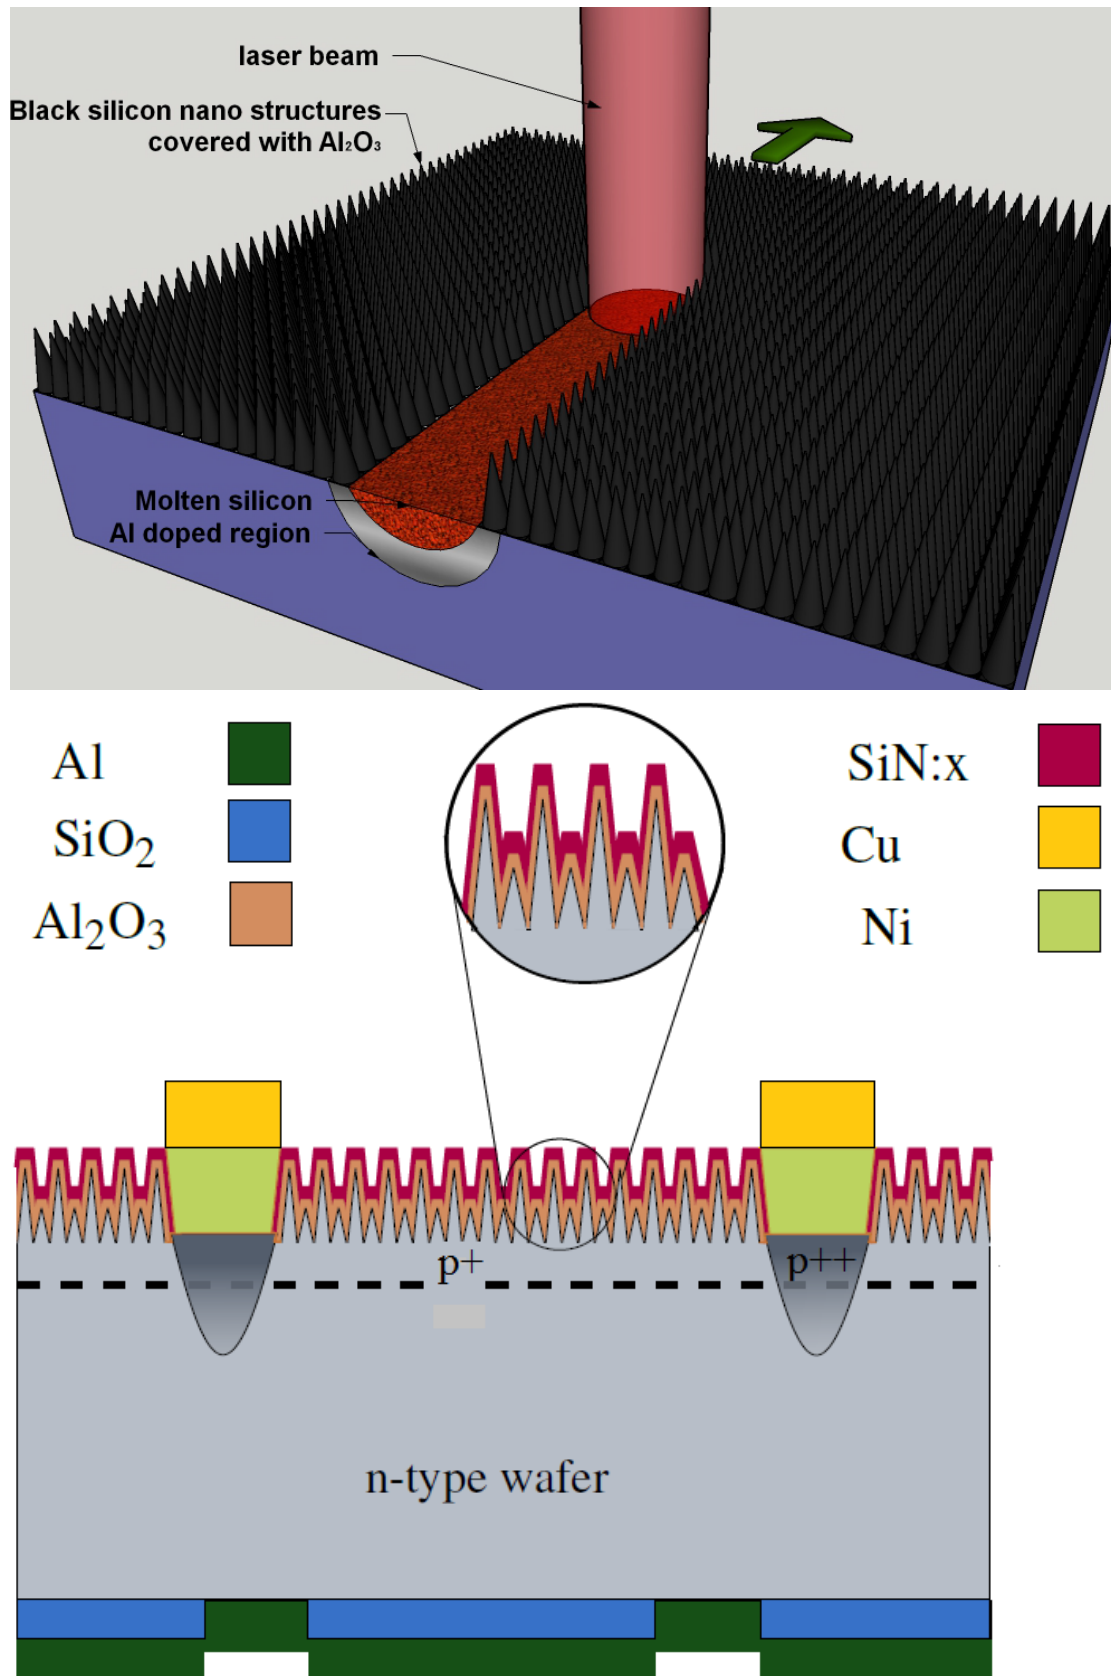 laser beam
Black silicon nano structures
covered with Al₂O₃
Molten silicon
Al doped region
Al
SiO₂
Al₂O₃
SiN:x
Cu
Ni
p+
p++
n-type wafer